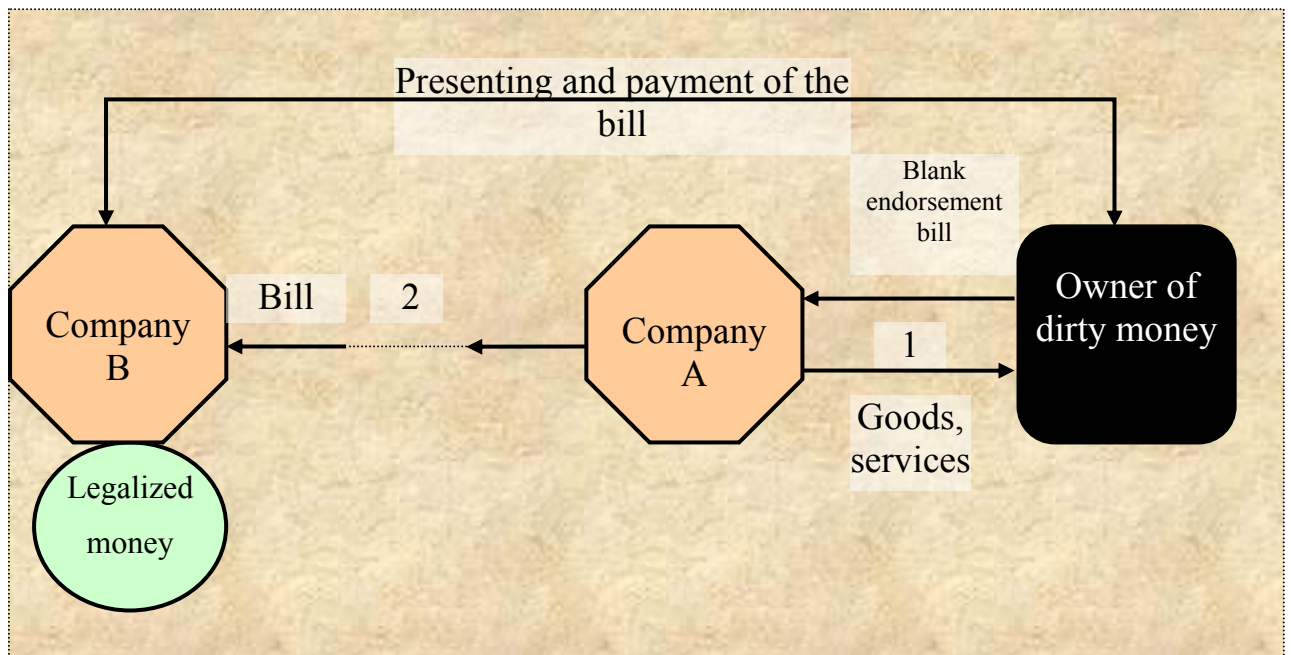 Presenting and payment of the
bill
Blank
endorsement
bill
Owner of
dirty money
Bill
2
Company
B
Company
A
1
Goods,
services
Legalized
money